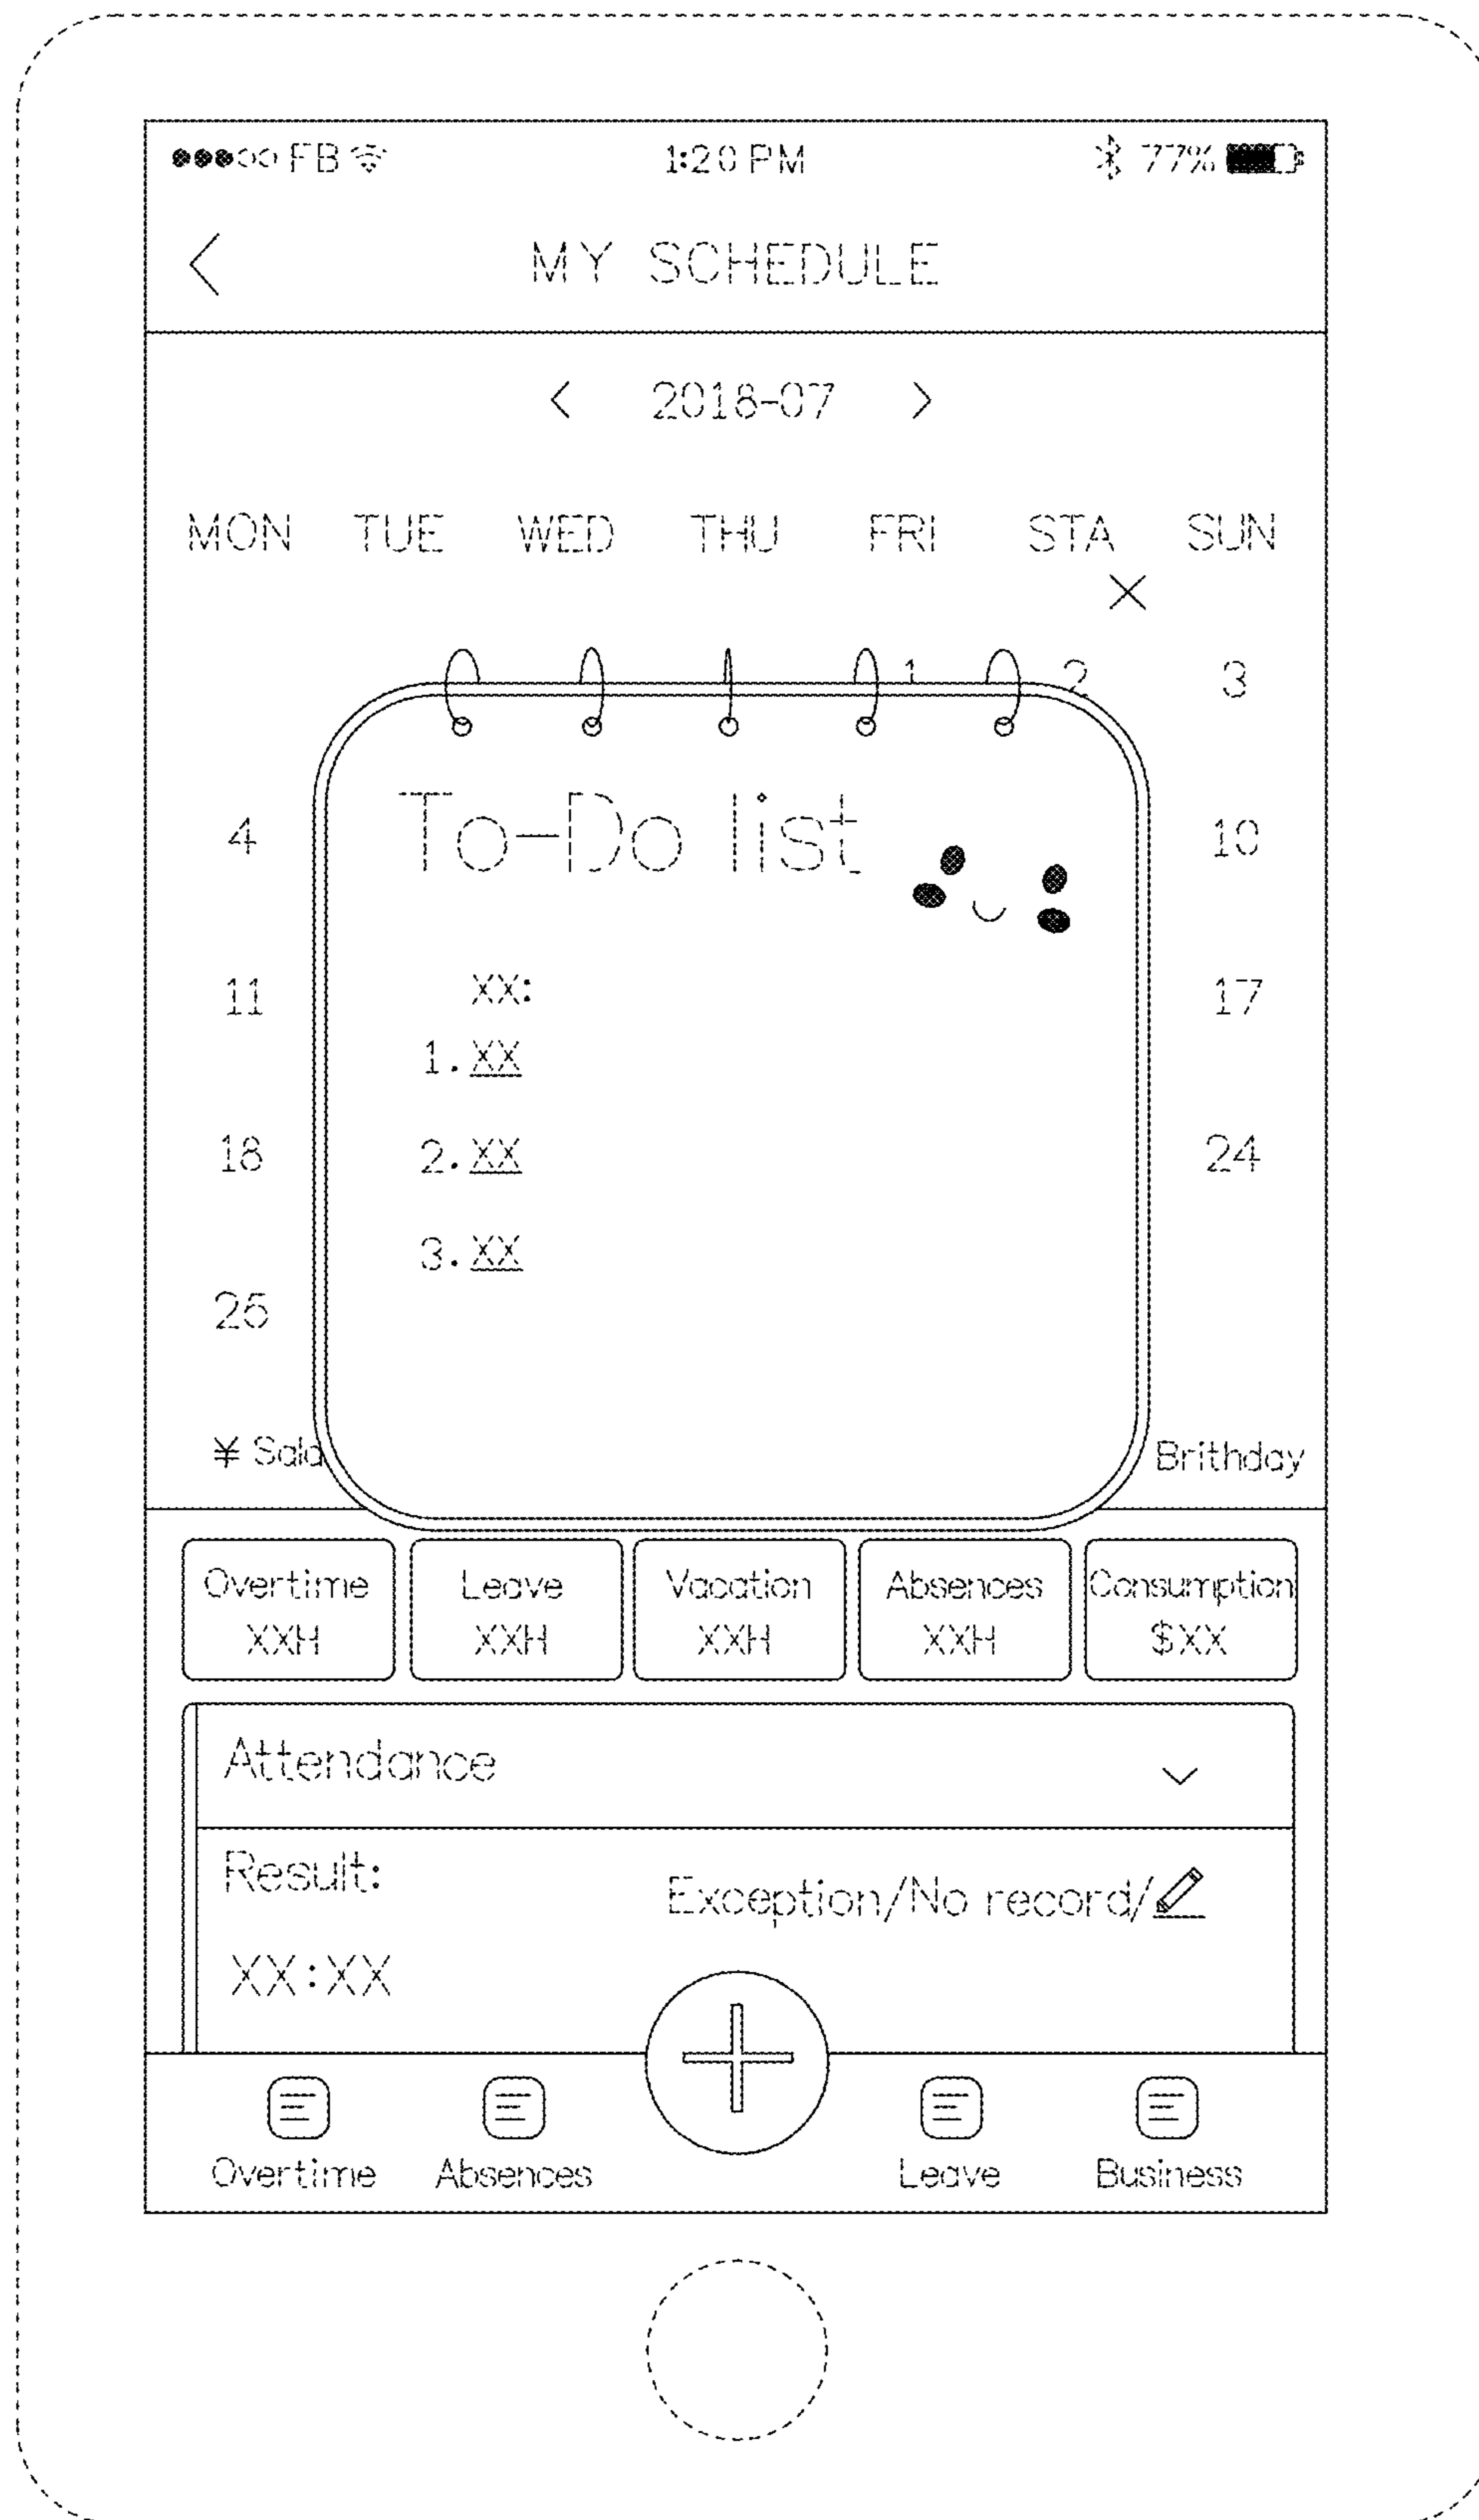 FB 1:20 PM 77%
MY SCHEDULE
< 2018-07 >
MON TUE WED THU FRI STA SUN
1 2 3
To-Do list
4 10
XX:
11 17
1. XX
2. XX
18 24
3. XX
25
¥ Sala Brithday
Overtime Leave Vacation Absences Consumption
XXH XXH XXH XXH $XX
Attendance
Result:
Exception/No record/
XX:XX
Overtime Absences Leave Business